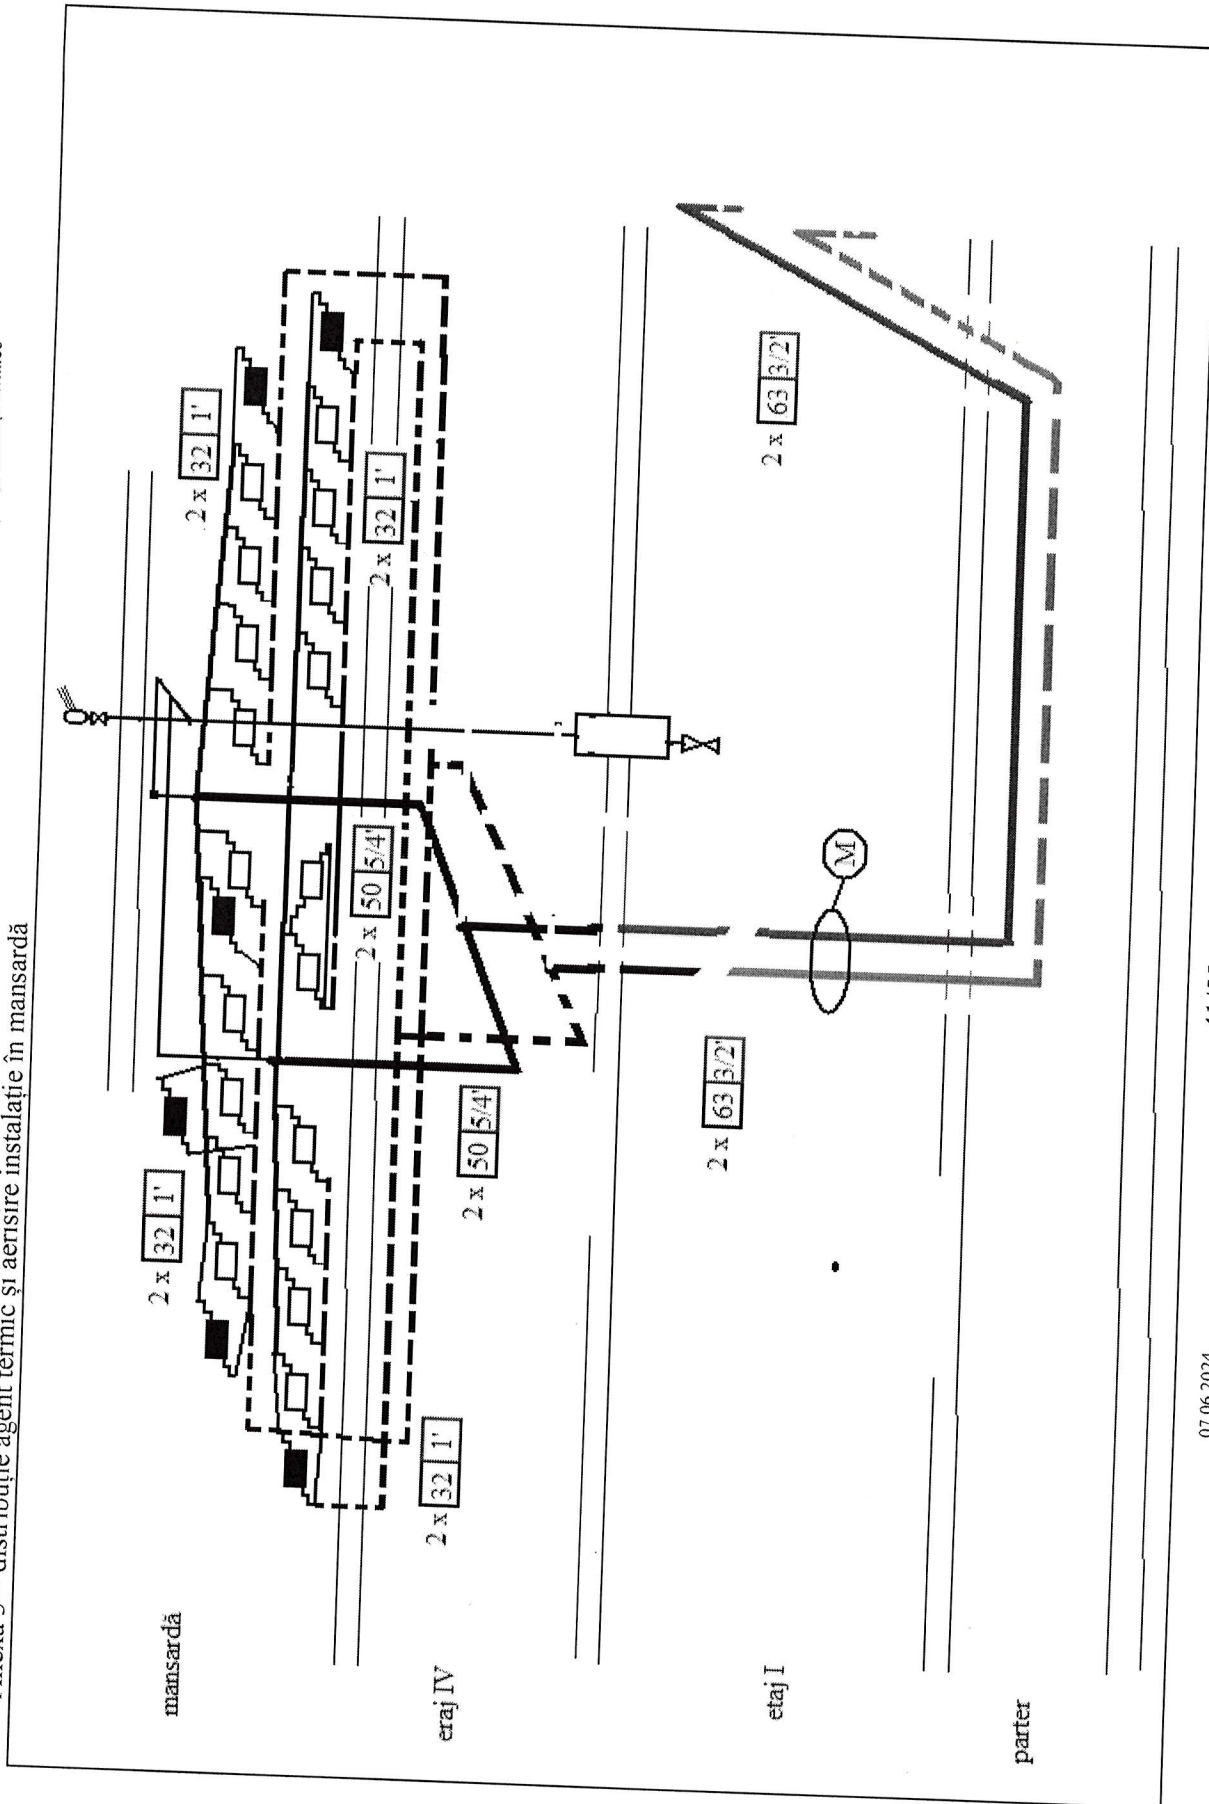 distribuție agent termic și aerisire instalație în mansardă
2 x 32 1'
2 x 32 1'
2 x 32 1'
2 x 50 5/4'
2 x 63 3/2'
2 x 50 5/4'
2 x 32 1'
2 x 63 3/2'
M
mansardă
eraj IV
etaj I
parter
07.06.2024